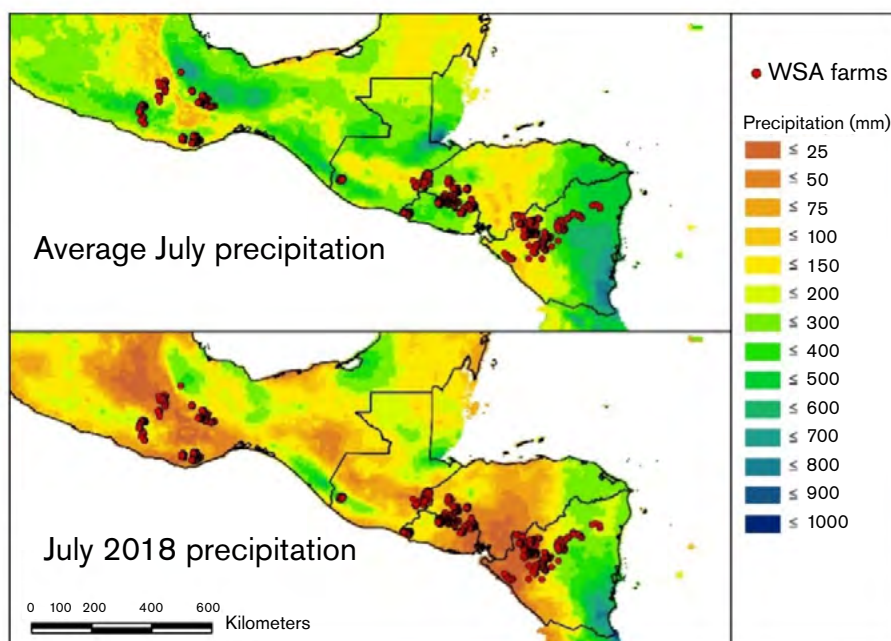 WSA farms
Precipitation (mm)
≤ 25
≤ 50
≤ 75
≤ 100
≤ 150
≤ 200
≤ 300
≤ 400
≤ 500
≤ 600
≤ 700
≤ 800
≤ 900
≤ 1000
Average July precipitation
July 2018 precipitation
0 100 200 400 600
Kilometers